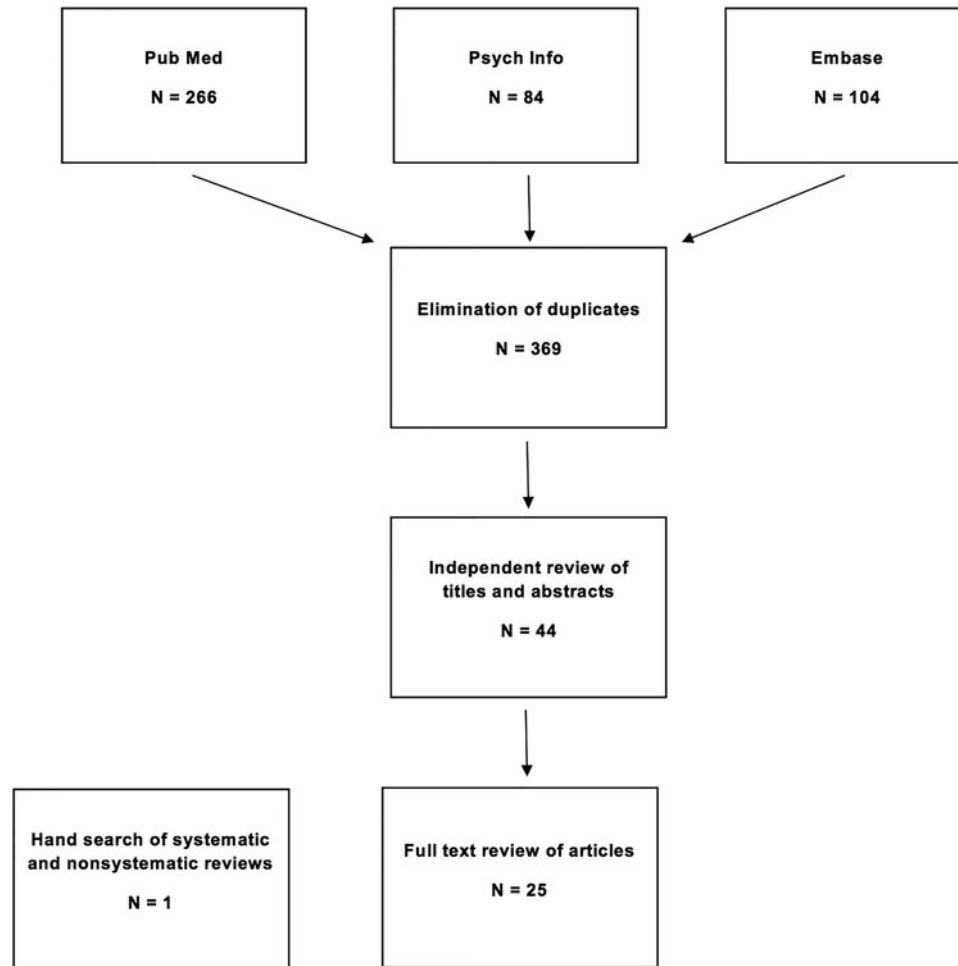 Pub Med
N = 266
Psych Info
N = 84
Embase
N = 104
Elimination of duplicates
N = 369
Independent review of
titles and abstracts
N = 44
Hand search of systematic
and nonsystematic reviews
N = 1
Full text review of articles
N = 25